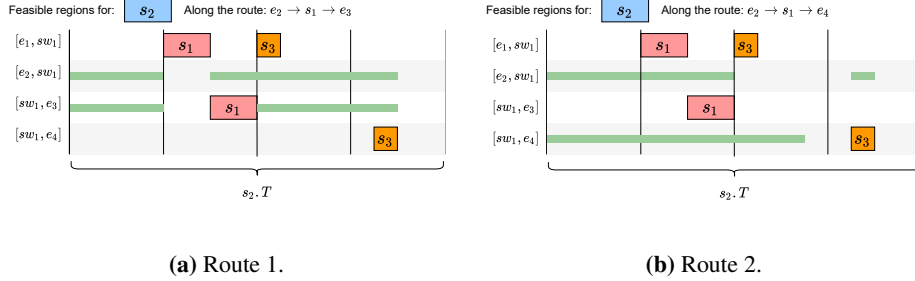 Feasible regions for: s₂ Along the route: e₂ → s₁ → e₃
[e₁, sw₁] s₁ s₃
[e₂, sw₁]
[sw₁, e₃] s₁
[sw₁, e₄] s₃
s₂.T
(a) Route 1.
Feasible regions for: s₂ Along the route: e₂ → s₁ → e₄
[e₁, sw₁] s₁ s₃
[e₂, sw₁]
[sw₁, e₃] s₁
[sw₁, e₄] s₃
s₂.T
(b) Route 2.